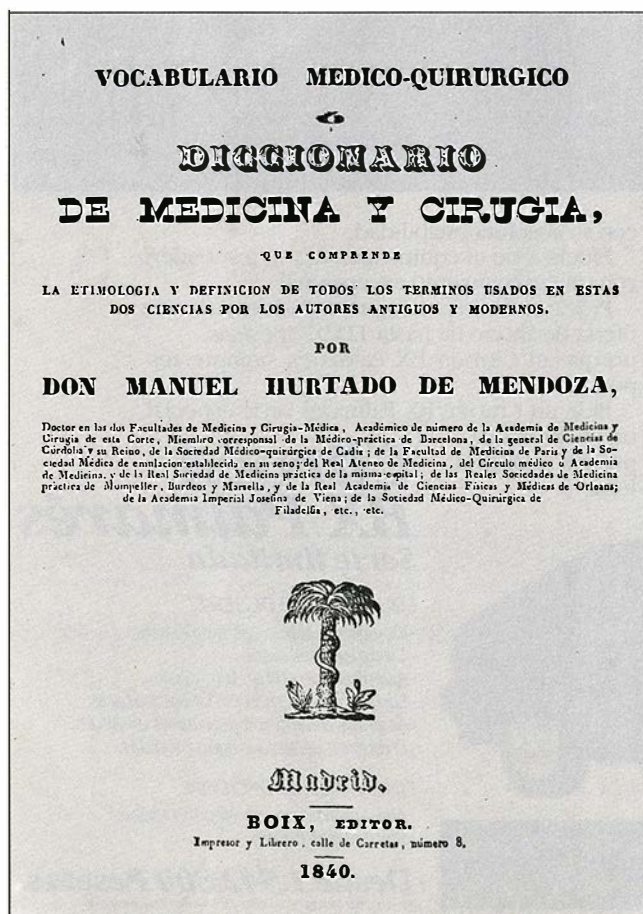 VOCABULARIO MEDICO-QUIRURGICO
ó
DICCIONARIO
DE MEDICINA Y CIRUGIA,
QUE COMPRENDE
LA ETIMOLOGIA Y DEFINICION DE TODOS LOS TERMINOS USADOS EN ESTAS
DOS CIENCIAS POR LOS AUTORES ANTIGUOS Y MODERNOS.
POR
DON MANUEL HURTADO DE MENDOZA,
Doctor en las dos Facultades de Medicina y Cirugia-Médica, Académico de número de la Academia de Medicina y
Cirugia de esta Corte, Miembro corresponsal de la Médico-práctica de Barcelona, de la general de Ciencias de
Córdoba y su Reino, de la Sociedad Médico-quirúrgica de Cadiz; de la Facultad de Medicina de Paris y de la So-
ciedad Médica de emulacion establecida en su seno; del Real Ateneo de Medicina, del Círculo médico ú Academia
de Medicina, y de la Real Sociedad de Medicina práctica de la misma capital; de las Reales Sociedades de Medicina
práctica de Mompeller, Burdeos y Marsella, y de la Real Academia de Ciencias Físicas y Médicas de Orleans;
de la Academia Imperial Josefina de Viena; de la Sociedad Médico-Quirúrgica de
Filadelfia, etc., etc.
Madrid.
BOIX, EDITOR.
Impresor y Librero, calle de Carretas, número 8.
1840.